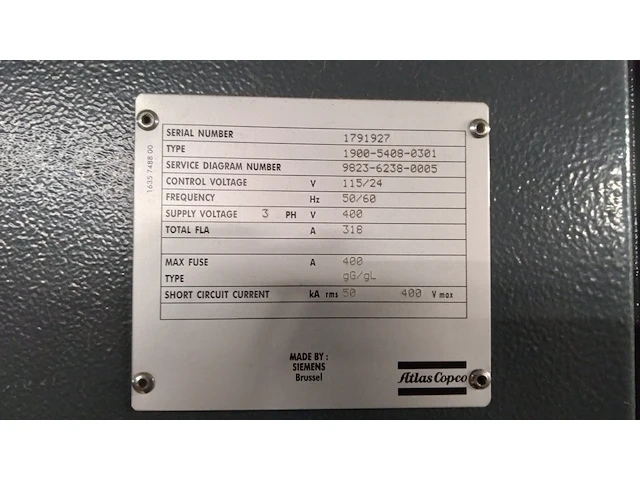 SERIAL NUMBER 1791927
TYPE 1900-5408-0301
SERVICE DIAGRAM NUMBER 9823-6238-0005
CONTROL VOLTAGE V 115/24
FREQUENCY Hz 50/60
SUPPLY VOLTAGE 3 PH V 400
TOTAL FLA A 318
MAX FUSE A 400
TYPE gG/gL
SHORT CIRCUIT CURRENT kA rms 50 400 V max
MADE BY :
SIEMENS
Brussel
Atlas Copco
1635 7488 00